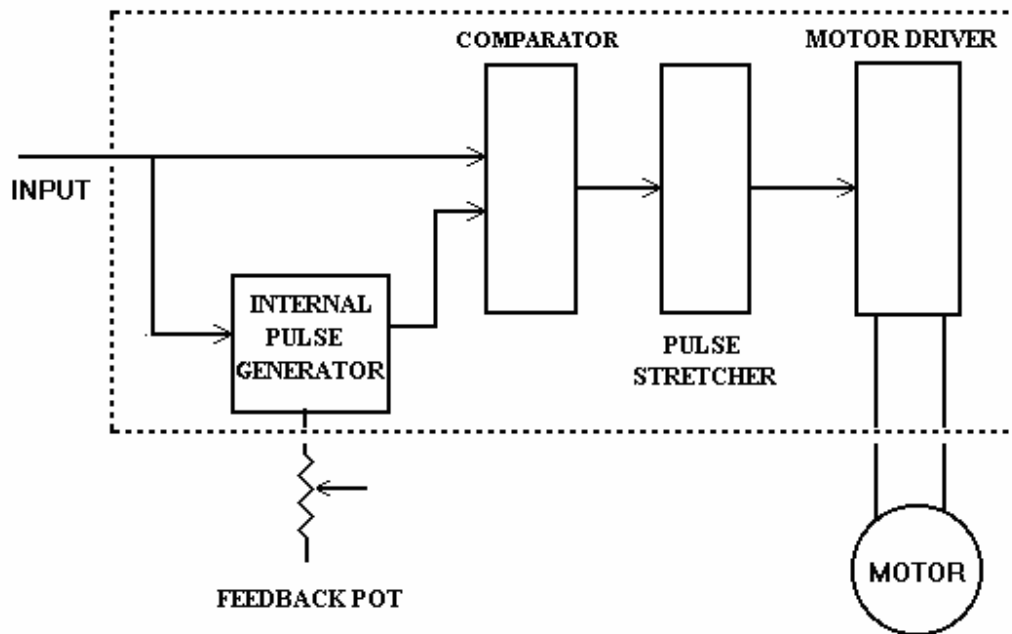 COMPARATOR
MOTOR DRIVER
INPUT
INTERNAL
PULSE
GENERATOR
PULSE
STRETCHER
FEEDBACK POT
MOTOR